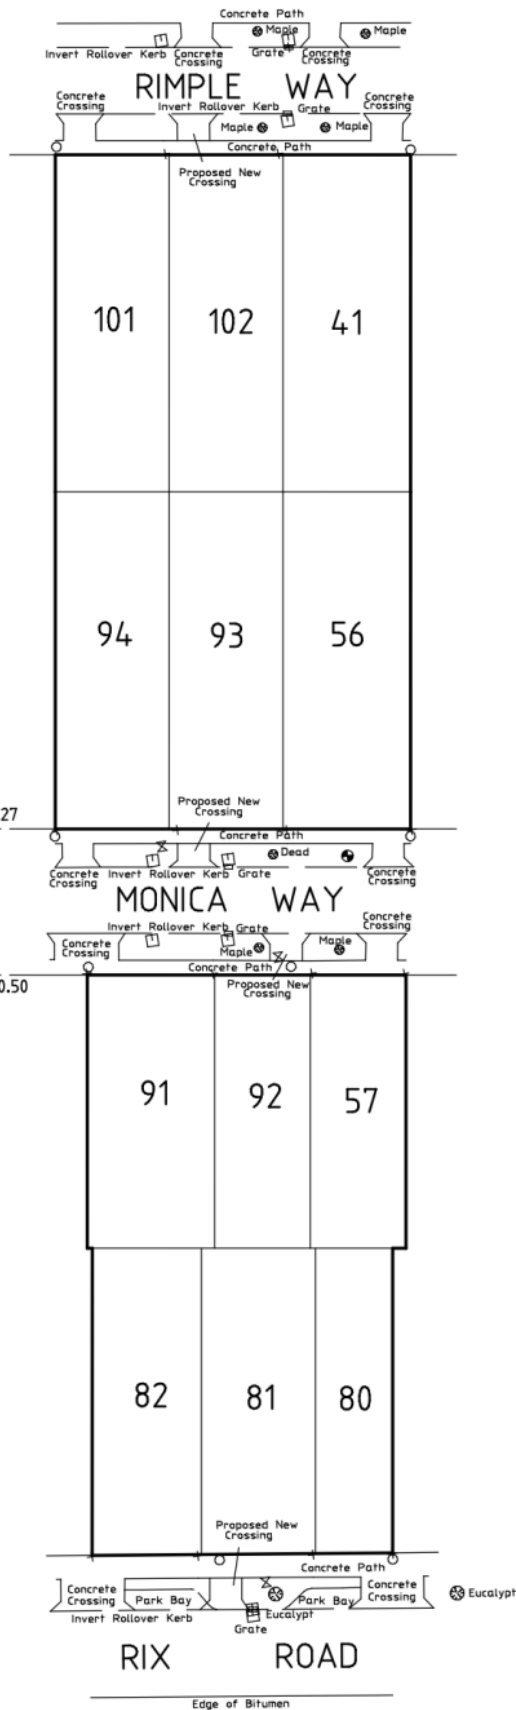 Concrete Path
Maple
Maple
Invert Rollover Kerb
Concrete
Crossing
Grate
Concrete
Crossing
RIMPLE WAY
Concrete
Crossing
Invert Rollover Kerb
Grate
Concrete
Crossing
Maple
Maple
Concrete Path
Proposed New
Crossing
101
102
41
94
93
56
27
Proposed New
Crossing
Concrete Path
Dead
Concrete
Crossing
Invert Rollover Kerb
Grate
Concrete
Crossing
MONICA WAY
Concrete
Crossing
Invert Rollover Kerb
Grate
Concrete
Crossing
Maple
Maple
Concrete Path
0.50
Proposed New
Crossing
91
92
57
82
81
80
Proposed New
Crossing
Concrete Path
Concrete
Crossing
Park Bay
Park Bay
Concrete
Crossing
Eucalypt
Invert Rollover Kerb
Eucalypt
Grate
RIX ROAD
Edge of Bitumen